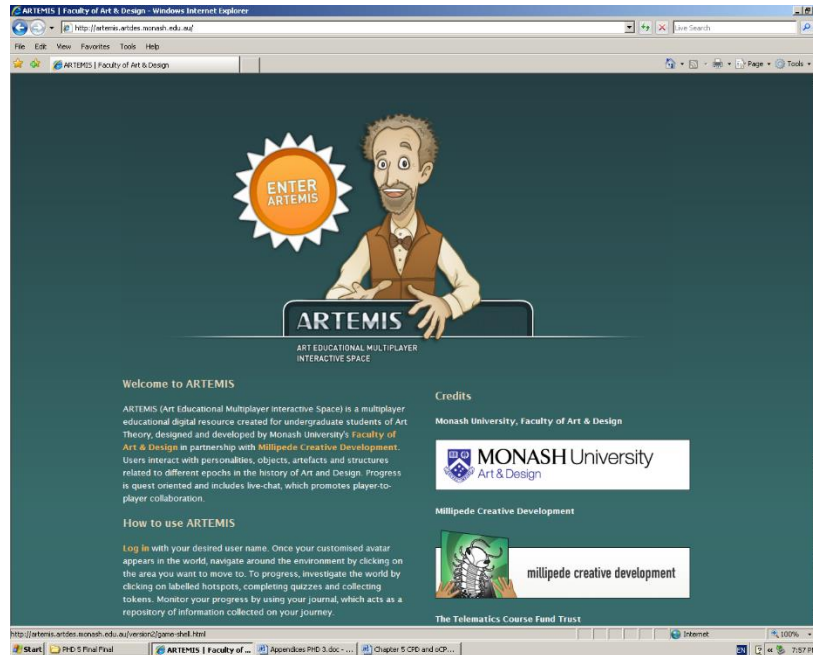 ARTEMIS | Faculty of Art & Design - Windows Internet Explorer
http://artemis.artdes.monash.edu.au/
Live Search
File Edit View Favorites Tools Help
ARTEMIS | Faculty of Art & Design
Page Tools
ENTER
ARTEMIS
ARTEMIS
ART EDUCATIONAL MULTIPLAYER
INTERACTIVE SPACE
Welcome to ARTEMIS
ARTEMIS (Art Educational Multiplayer Interactive Space) is a multiplayer
educational digital resource created for undergraduate students of Art
Theory, designed and developed by Monash University's Faculty of
Art & Design in partnership with Millipede Creative Development.
Users interact with personalities, objects, artefacts and structures
related to different epochs in the history of Art and Design. Progress
is quest oriented and includes live-chat, which promotes player-to-
player collaboration.
How to use ARTEMIS
Log in with your desired user name. Once your customised avatar
appears in the world, navigate around the environment by clicking on
the area you want to move to. To progress, investigate the world by
clicking on labelled hotspots, completing quizzes and collecting
tokens. Monitor your progress by using your journal, which acts as a
repository of information collected on your journey.
Credits
Monash University, Faculty of Art & Design
MONASH University
Art & Design
Millipede Creative Development
millipede creative development
The Telematics Course Fund Trust
http://artemis.artdes.monash.edu.au/version2/game-shell.html
Internet
100%
Start
PHD 5 Final Final
ARTEMIS | Faculty of ...
Appendices PHD 3.doc - ...
Chapter 5 CPD and oCP...
EN
7:57 PM